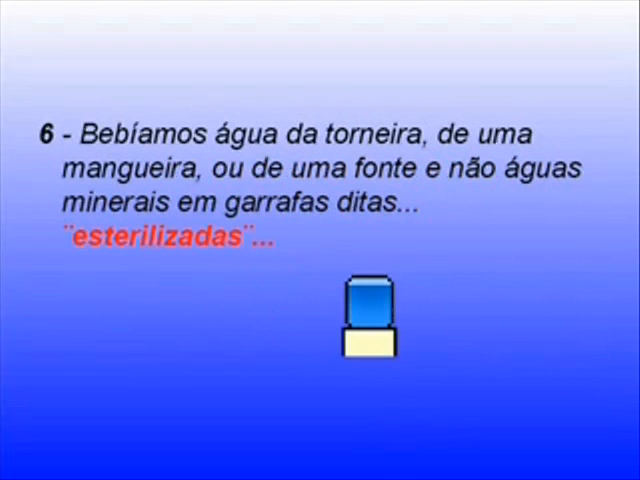 6 - Bebíamos água da torneira, de uma
mangueira, ou de uma fonte e não águas
minerais em garrafas ditas...
¨esterilizadas¨...